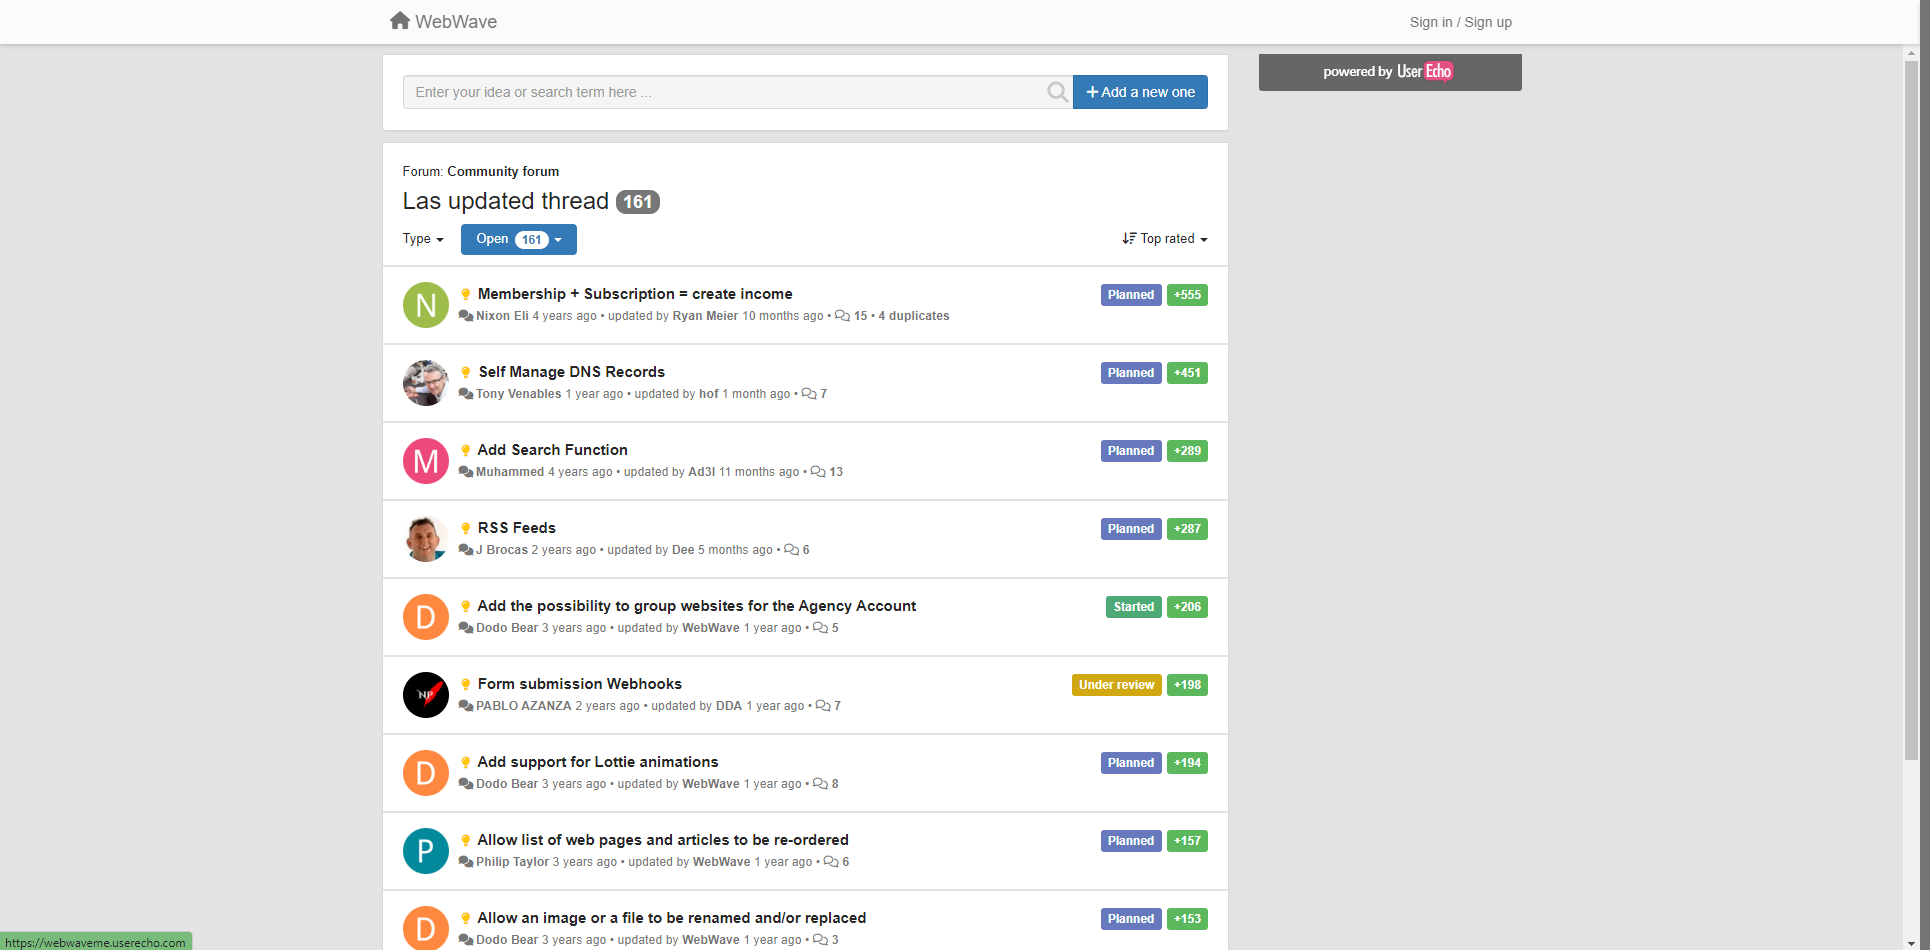 WebWave
Sign in / Sign up
Enter your idea or search term here ...
Add a new one
powered by UserEcho
Forum: Community forum
Las updated thread 161
Type
Open 161
Top rated
N
Membership + Subscription = create income
Planned +555
Nixon Eli 4 years ago • updated by Ryan Meier 10 months ago • 15 • 4 duplicates
Self Manage DNS Records
Planned +451
Tony Venables 1 year ago • updated by hof 1 month ago • 7
M
Add Search Function
Planned +289
Muhammed 4 years ago • updated by Ad3l 11 months ago • 13
RSS Feeds
Planned +287
J Brocas 2 years ago • updated by Dee 5 months ago • 6
D
Add the possibility to group websites for the Agency Account
Started +206
Dodo Bear 3 years ago • updated by WebWave 1 year ago • 5
NP
Form submission Webhooks
Under review +198
PABLO AZANZA 2 years ago • updated by DDA 1 year ago • 7
D
Add support for Lottie animations
Planned +194
Dodo Bear 3 years ago • updated by WebWave 1 year ago • 8
P
Allow list of web pages and articles to be re-ordered
Planned +157
Philip Taylor 3 years ago • updated by WebWave 1 year ago • 6
D
Allow an image or a file to be renamed and/or replaced
Planned +153
Dodo Bear 3 years ago • updated by WebWave 1 year ago • 3
https://webwaveme.userecho.com